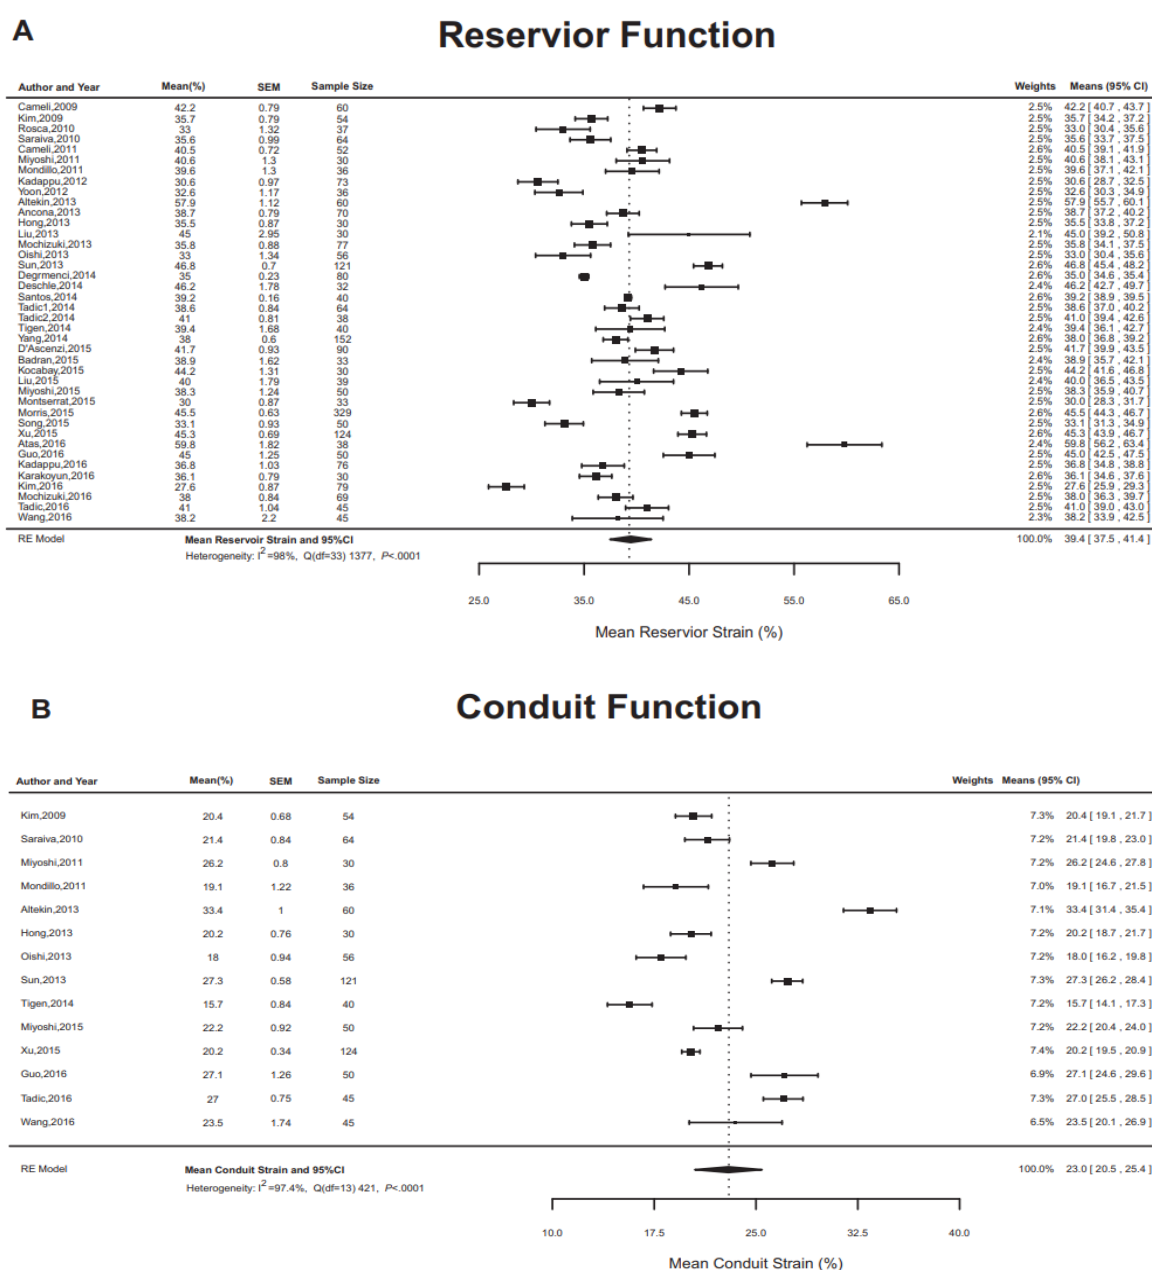 A
Reservior Function
Author and Year Mean(%) SEM Sample Size Weights Means (95% CI)
Cameli,2009 42.2 0.79 60 2.5% 42.2 [ 40.7 , 43.7 ]
Kim,2009 35.7 0.79 54 2.5% 35.7 [ 34.2 , 37.2 ]
Rosca,2010 33 1.32 37 2.5% 33.0 [ 30.4 , 35.6 ]
Saraiva,2010 35.6 0.99 64 2.5% 35.6 [ 33.7 , 37.5 ]
Cameli,2011 40.5 0.72 52 2.6% 40.5 [ 39.1 , 41.9 ]
Miyoshi,2011 40.6 1.3 30 2.5% 40.6 [ 38.1 , 43.1 ]
Mondillo,2011 39.6 1.3 36 2.5% 39.6 [ 37.1 , 42.1 ]
Kadappu,2012 30.6 0.97 73 2.5% 30.6 [ 28.7 , 32.5 ]
Yoon,2012 32.6 1.17 36 2.5% 32.6 [ 30.3 , 34.9 ]
Altekin,2013 57.9 1.12 60 2.5% 57.9 [ 55.7 , 60.1 ]
Ancona,2013 38.7 0.79 70 2.5% 38.7 [ 37.2 , 40.2 ]
Hong,2013 35.5 0.87 30 2.5% 35.5 [ 33.8 , 37.2 ]
Liu,2013 45 2.95 30 2.1% 45.0 [ 39.2 , 50.8 ]
Mochizuki,2013 35.8 0.88 77 2.5% 35.8 [ 34.1 , 37.5 ]
Oishi,2013 33 1.34 56 2.5% 33.0 [ 30.4 , 35.6 ]
Sun,2013 46.8 0.7 121 2.6% 46.8 [ 45.4 , 48.2 ]
Degrmenci,2014 35 0.23 80 2.6% 35.0 [ 34.6 , 35.4 ]
Deschle,2014 46.2 1.78 32 2.4% 46.2 [ 42.7 , 49.7 ]
Santos,2014 39.2 0.16 40 2.6% 39.2 [ 38.9 , 39.5 ]
Tadic1,2014 38.6 0.84 64 2.5% 38.6 [ 37.0 , 40.2 ]
Tadic2,2014 41 0.81 38 2.5% 41.0 [ 39.4 , 42.6 ]
Tigen,2014 39.4 1.68 40 2.4% 39.4 [ 36.1 , 42.7 ]
Yang,2014 38 0.6 152 2.6% 38.0 [ 36.8 , 39.2 ]
D'Ascenzi,2015 41.7 0.93 90 2.5% 41.7 [ 39.9 , 43.5 ]
Badran,2015 38.9 1.62 33 2.4% 38.9 [ 35.7 , 42.1 ]
Kocabay,2015 44.2 1.31 30 2.5% 44.2 [ 41.6 , 46.8 ]
Liu,2015 40 1.79 39 2.4% 40.0 [ 36.5 , 43.5 ]
Miyoshi,2015 38.3 1.24 50 2.5% 38.3 [ 35.9 , 40.7 ]
Montserrat,2015 30 0.87 33 2.5% 30.0 [ 28.3 , 31.7 ]
Morris,2015 45.5 0.63 329 2.6% 45.5 [ 44.3 , 46.7 ]
Song,2015 33.1 0.93 50 2.5% 33.1 [ 31.3 , 34.9 ]
Xu,2015 45.3 0.69 124 2.6% 45.3 [ 43.9 , 46.7 ]
Atas,2016 59.8 1.82 38 2.4% 59.8 [ 56.2 , 63.4 ]
Guo,2016 45 1.25 50 2.5% 45.0 [ 42.5 , 47.5 ]
Kadappu,2016 36.8 1.03 76 2.5% 36.8 [ 34.8 , 38.8 ]
Karakoyun,2016 36.1 0.79 30 2.6% 36.1 [ 34.6 , 37.6 ]
Kim,2016 27.6 0.87 79 2.5% 27.6 [ 25.9 , 29.3 ]
Mochizuki,2016 38 0.84 69 2.5% 38.0 [ 36.3 , 39.7 ]
Tadic,2016 41 1.04 45 2.5% 41.0 [ 39.0 , 43.0 ]
Wang,2016 38.2 2.2 45 2.3% 38.2 [ 33.9 , 42.5 ]
RE Model Mean Reservoir Strain and 95%CI 100.0% 39.4 [ 37.5 , 41.4 ]
Heterogeneity: I2=98%, Q(df=33) 1377, P<.0001
25.0 35.0 45.0 55.0 65.0
Mean Reservior Strain (%)
B
Conduit Function
Author and Year Mean(%) SEM Sample Size Weights Means (95% CI)
Kim,2009 20.4 0.68 54 7.3% 20.4 [ 19.1 , 21.7 ]
Saraiva,2010 21.4 0.84 64 7.2% 21.4 [ 19.8 , 23.0 ]
Miyoshi,2011 26.2 0.8 30 7.2% 26.2 [ 24.6 , 27.8 ]
Mondillo,2011 19.1 1.22 36 7.0% 19.1 [ 16.7 , 21.5 ]
Altekin,2013 33.4 1 60 7.1% 33.4 [ 31.4 , 35.4 ]
Hong,2013 20.2 0.76 30 7.2% 20.2 [ 18.7 , 21.7 ]
Oishi,2013 18 0.94 56 7.2% 18.0 [ 16.2 , 19.8 ]
Sun,2013 27.3 0.58 121 7.3% 27.3 [ 26.2 , 28.4 ]
Tigen,2014 15.7 0.84 40 7.2% 15.7 [ 14.1 , 17.3 ]
Miyoshi,2015 22.2 0.92 50 7.2% 22.2 [ 20.4 , 24.0 ]
Xu,2015 20.2 0.34 124 7.4% 20.2 [ 19.5 , 20.9 ]
Guo,2016 27.1 1.26 50 6.9% 27.1 [ 24.6 , 29.6 ]
Tadic,2016 27 0.75 45 7.3% 27.0 [ 25.5 , 28.5 ]
Wang,2016 23.5 1.74 45 6.5% 23.5 [ 20.1 , 26.9 ]
RE Model Mean Conduit Strain and 95%CI 100.0% 23.0 [ 20.5 , 25.4 ]
Heterogeneity: I2=97.4%, Q(df=13) 421, P<.0001
10.0 17.5 25.0 32.5 40.0
Mean Conduit Strain (%)